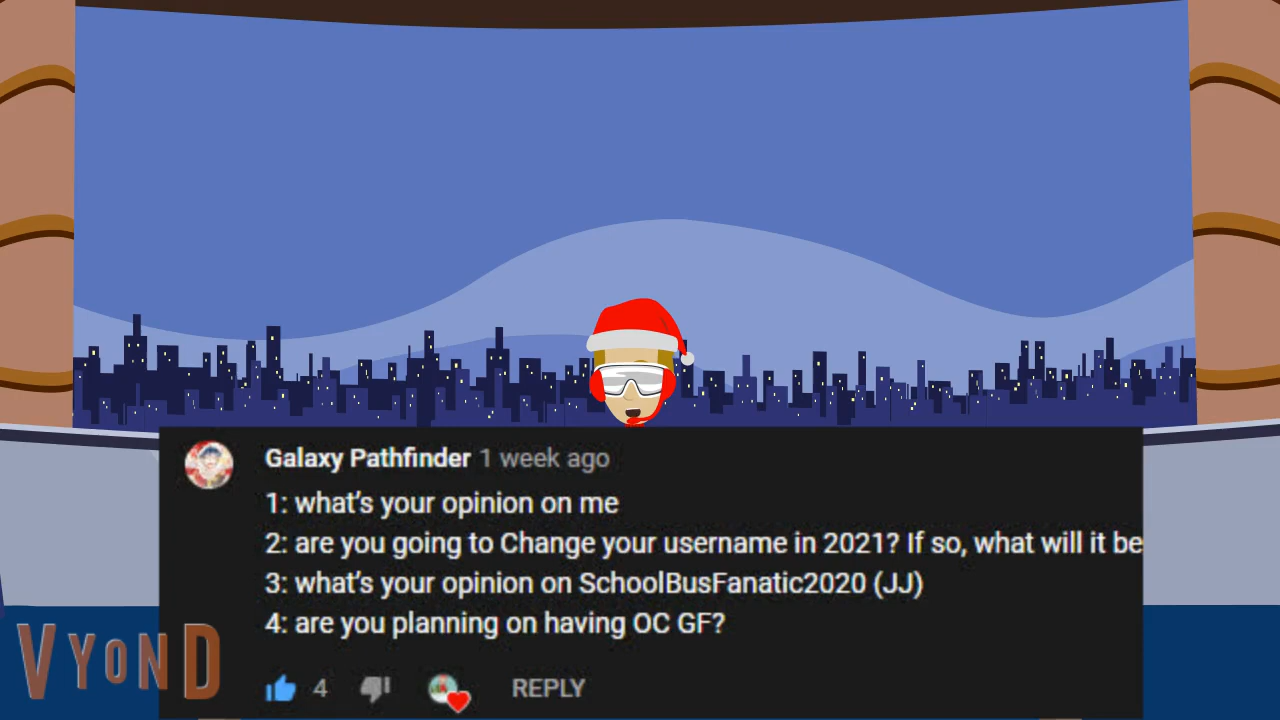 Galaxy Pathfinder 1 week ago
1: what's your opinion on me
2: are you going to Change your username in 2021? If so, what will it be
3: what's your opinion on SchoolBusFanatic2020 (JJ)
4: are you planning on having OC GF?
4 REPLY
VYOND